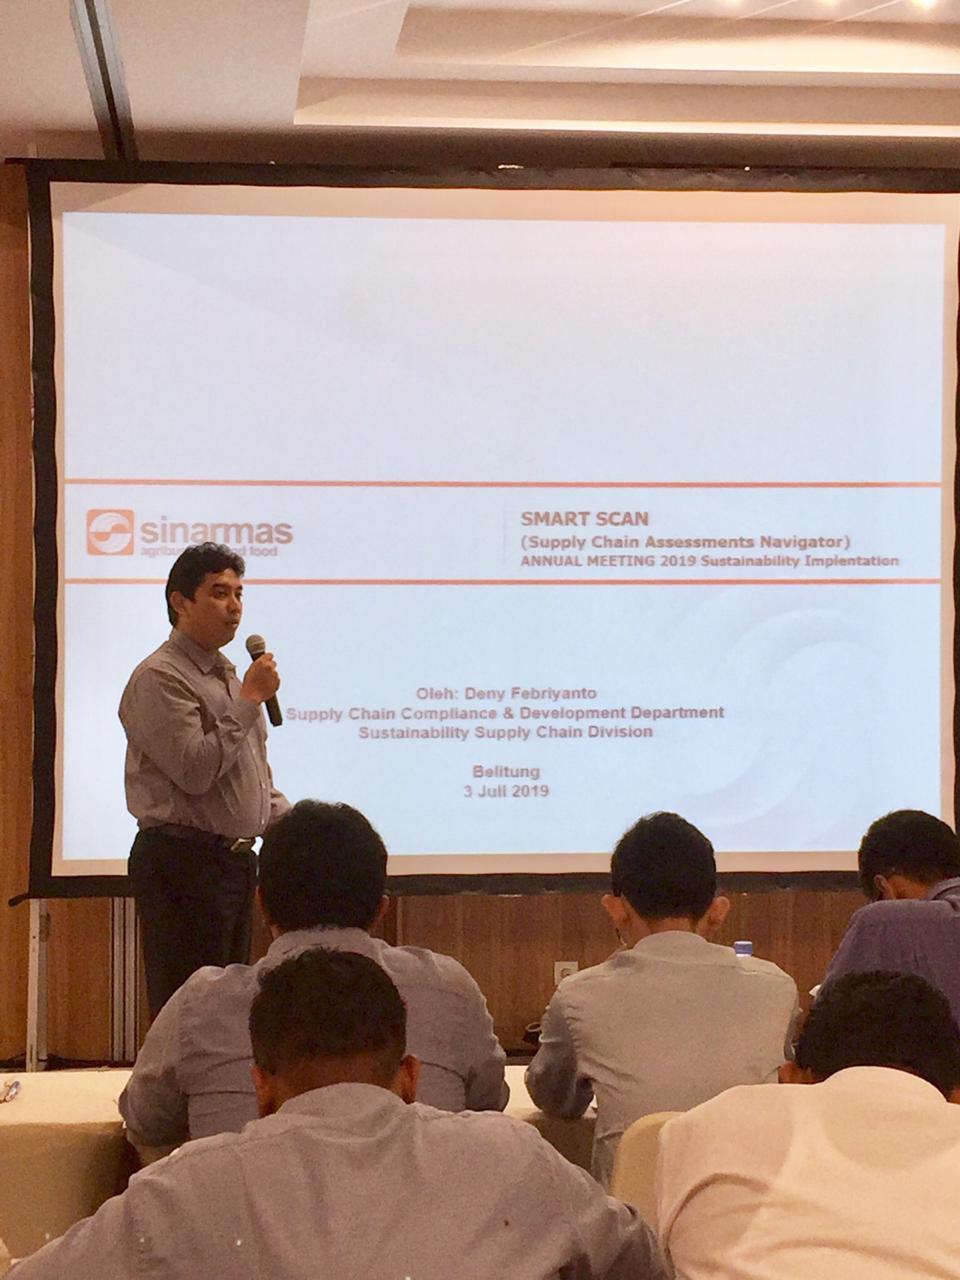 sinarmas
food
SMART SCAN
(Supply Chain Assessments Navigator)
ANNUAL MEETING 2019 Sustainability Implentation
Oleh: Deny Febriyanto
Supply Chain Compliance & Development Department
Sustainability Supply Chain Division
Belitung
3 Juli 2019